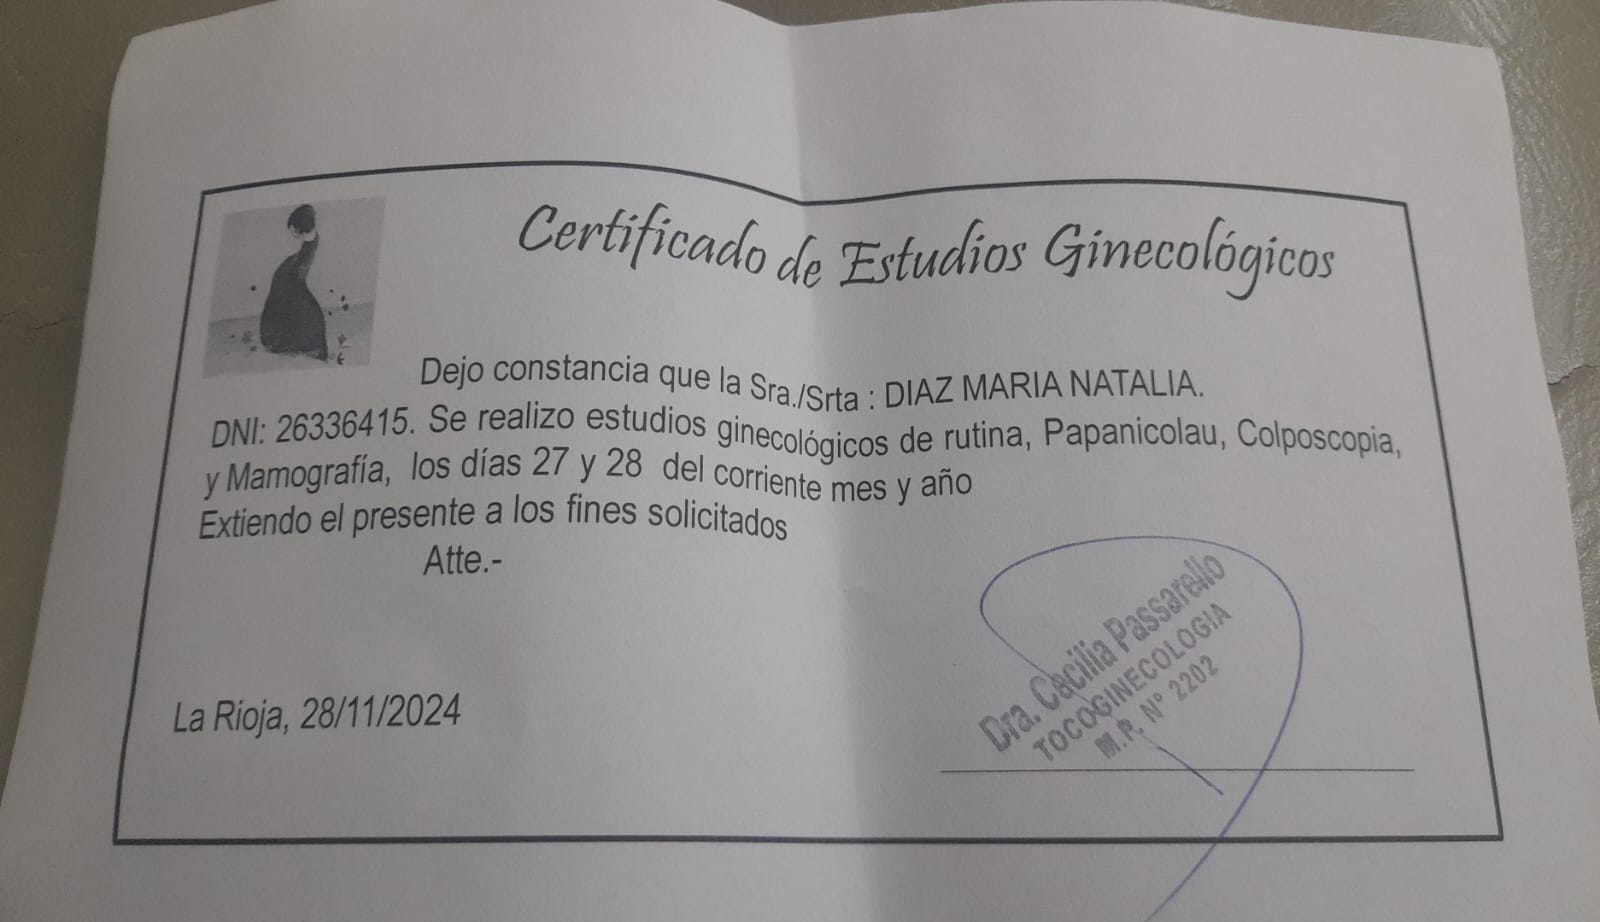 Certificado de Estudios Ginecológicos
Dejo constancia que la Sra./Srta : DIAZ MARIA NATALIA.
DNI: 26336415. Se realizo estudios ginecológicos de rutina, Papanicolau, Colposcopia,
y Mamografía, los días 27 y 28 del corriente mes y año
Extiendo el presente a los fines solicitados
Atte.-
La Rioja, 28/11/2024
Dra. Cecilia Passarello
TOCOGINECOLOGIA
M.P. N° 2202